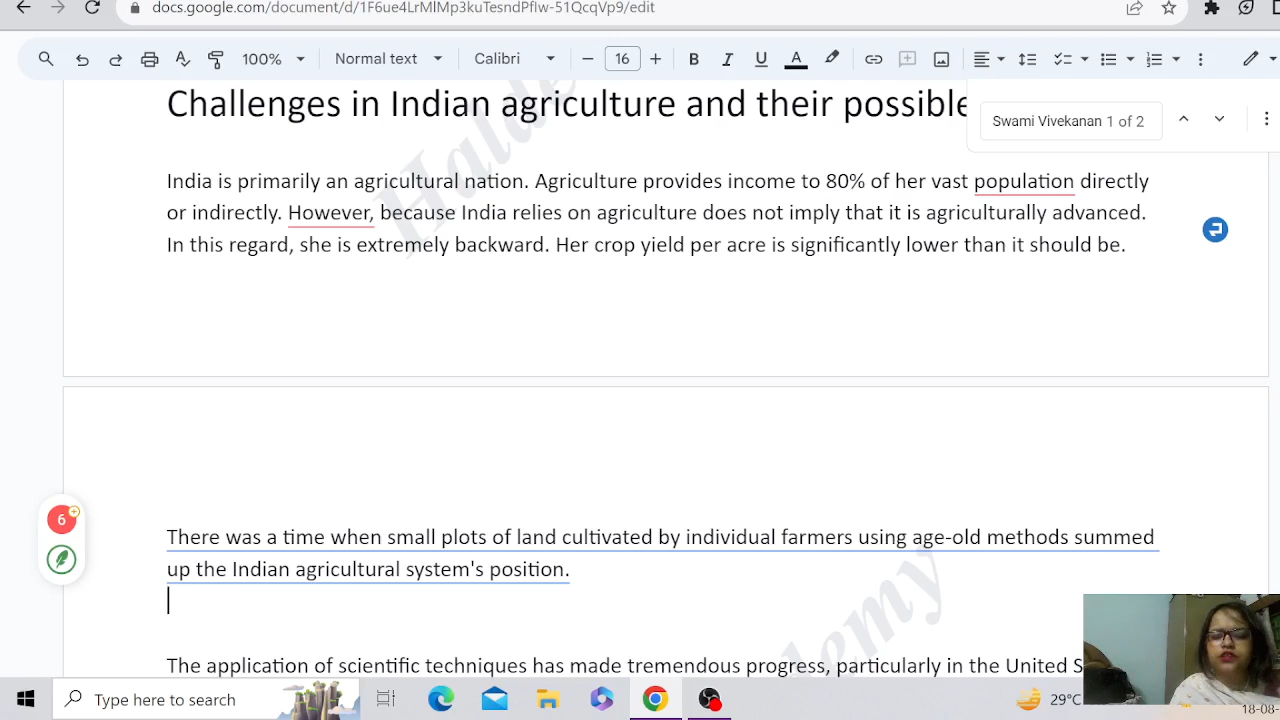 docs.google.com/document/d/1F6ue4LrMlMp3kuTesndPflw-51QcqVp9/edit
100% Normal text Calibri 16 B I U A
Challenges in Indian agriculture and their possible
Swami Vivekanan 1 of 2
India is primarily an agricultural nation. Agriculture provides income to 80% of her vast population directly
or indirectly. However, because India relies on agriculture does not imply that it is agriculturally advanced.
In this regard, she is extremely backward. Her crop yield per acre is significantly lower than it should be.
Halde
6
There was a time when small plots of land cultivated by individual farmers using age-old methods summed
up the Indian agricultural system's position.
demy
The application of scientific techniques has made tremendous progress, particularly in the United S
Type here to search
29°C
18-08-